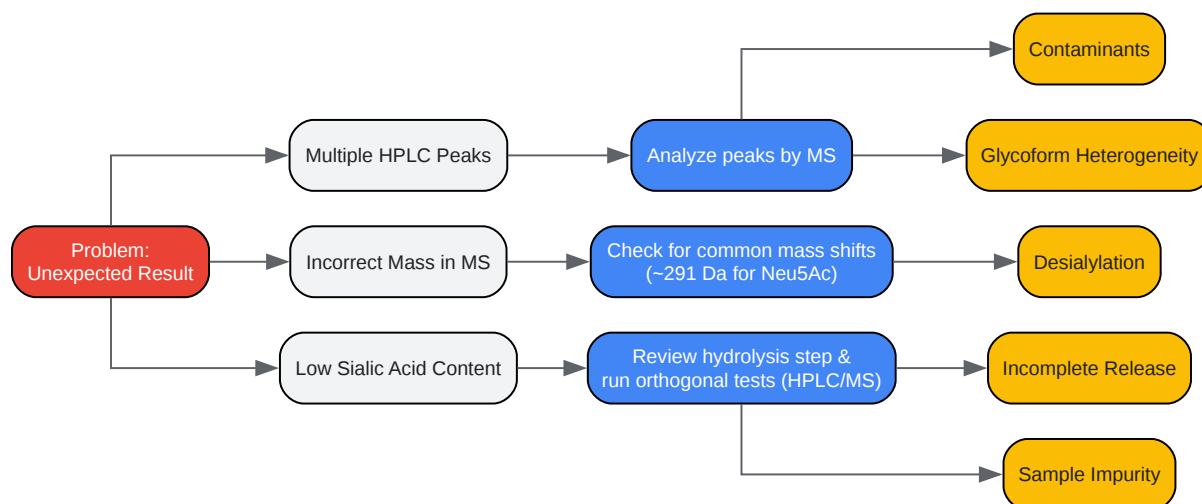 Contaminants
Multiple HPLC Peaks
Analyze peaks by MS
Glycoform Heterogeneity
Problem:
Unexpected Result
Incorrect Mass in MS
Check for common mass shifts
(~291 Da for Neu5Ac)
Desialylation
Low Sialic Acid Content
Review hydrolysis step &
run orthogonal tests (HPLC/MS)
Incomplete Release
Sample Impurity